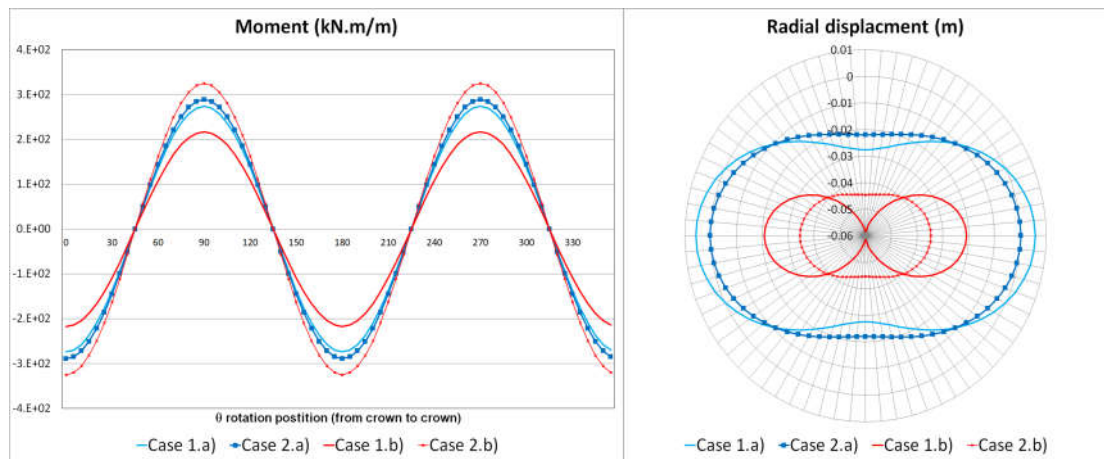 Moment (kN.m/m)
4.E+02
3.E+02
2.E+02
1.E+02
0.E+00
-1.E+02
-2.E+02
-3.E+02
-4.E+02
0 30 60 90 120 150 180 210 240 270 300 330
θ rotation postition (from crown to crown)
Case 1.a) Case 2.a) Case 1.b) Case 2.b)
Radial displacment (m)
0.01
0
-0.01
-0.02
-0.03
-0.04
-0.05
-0.06
Case 1.a) Case 2.a) Case 1.b) Case 2.b)